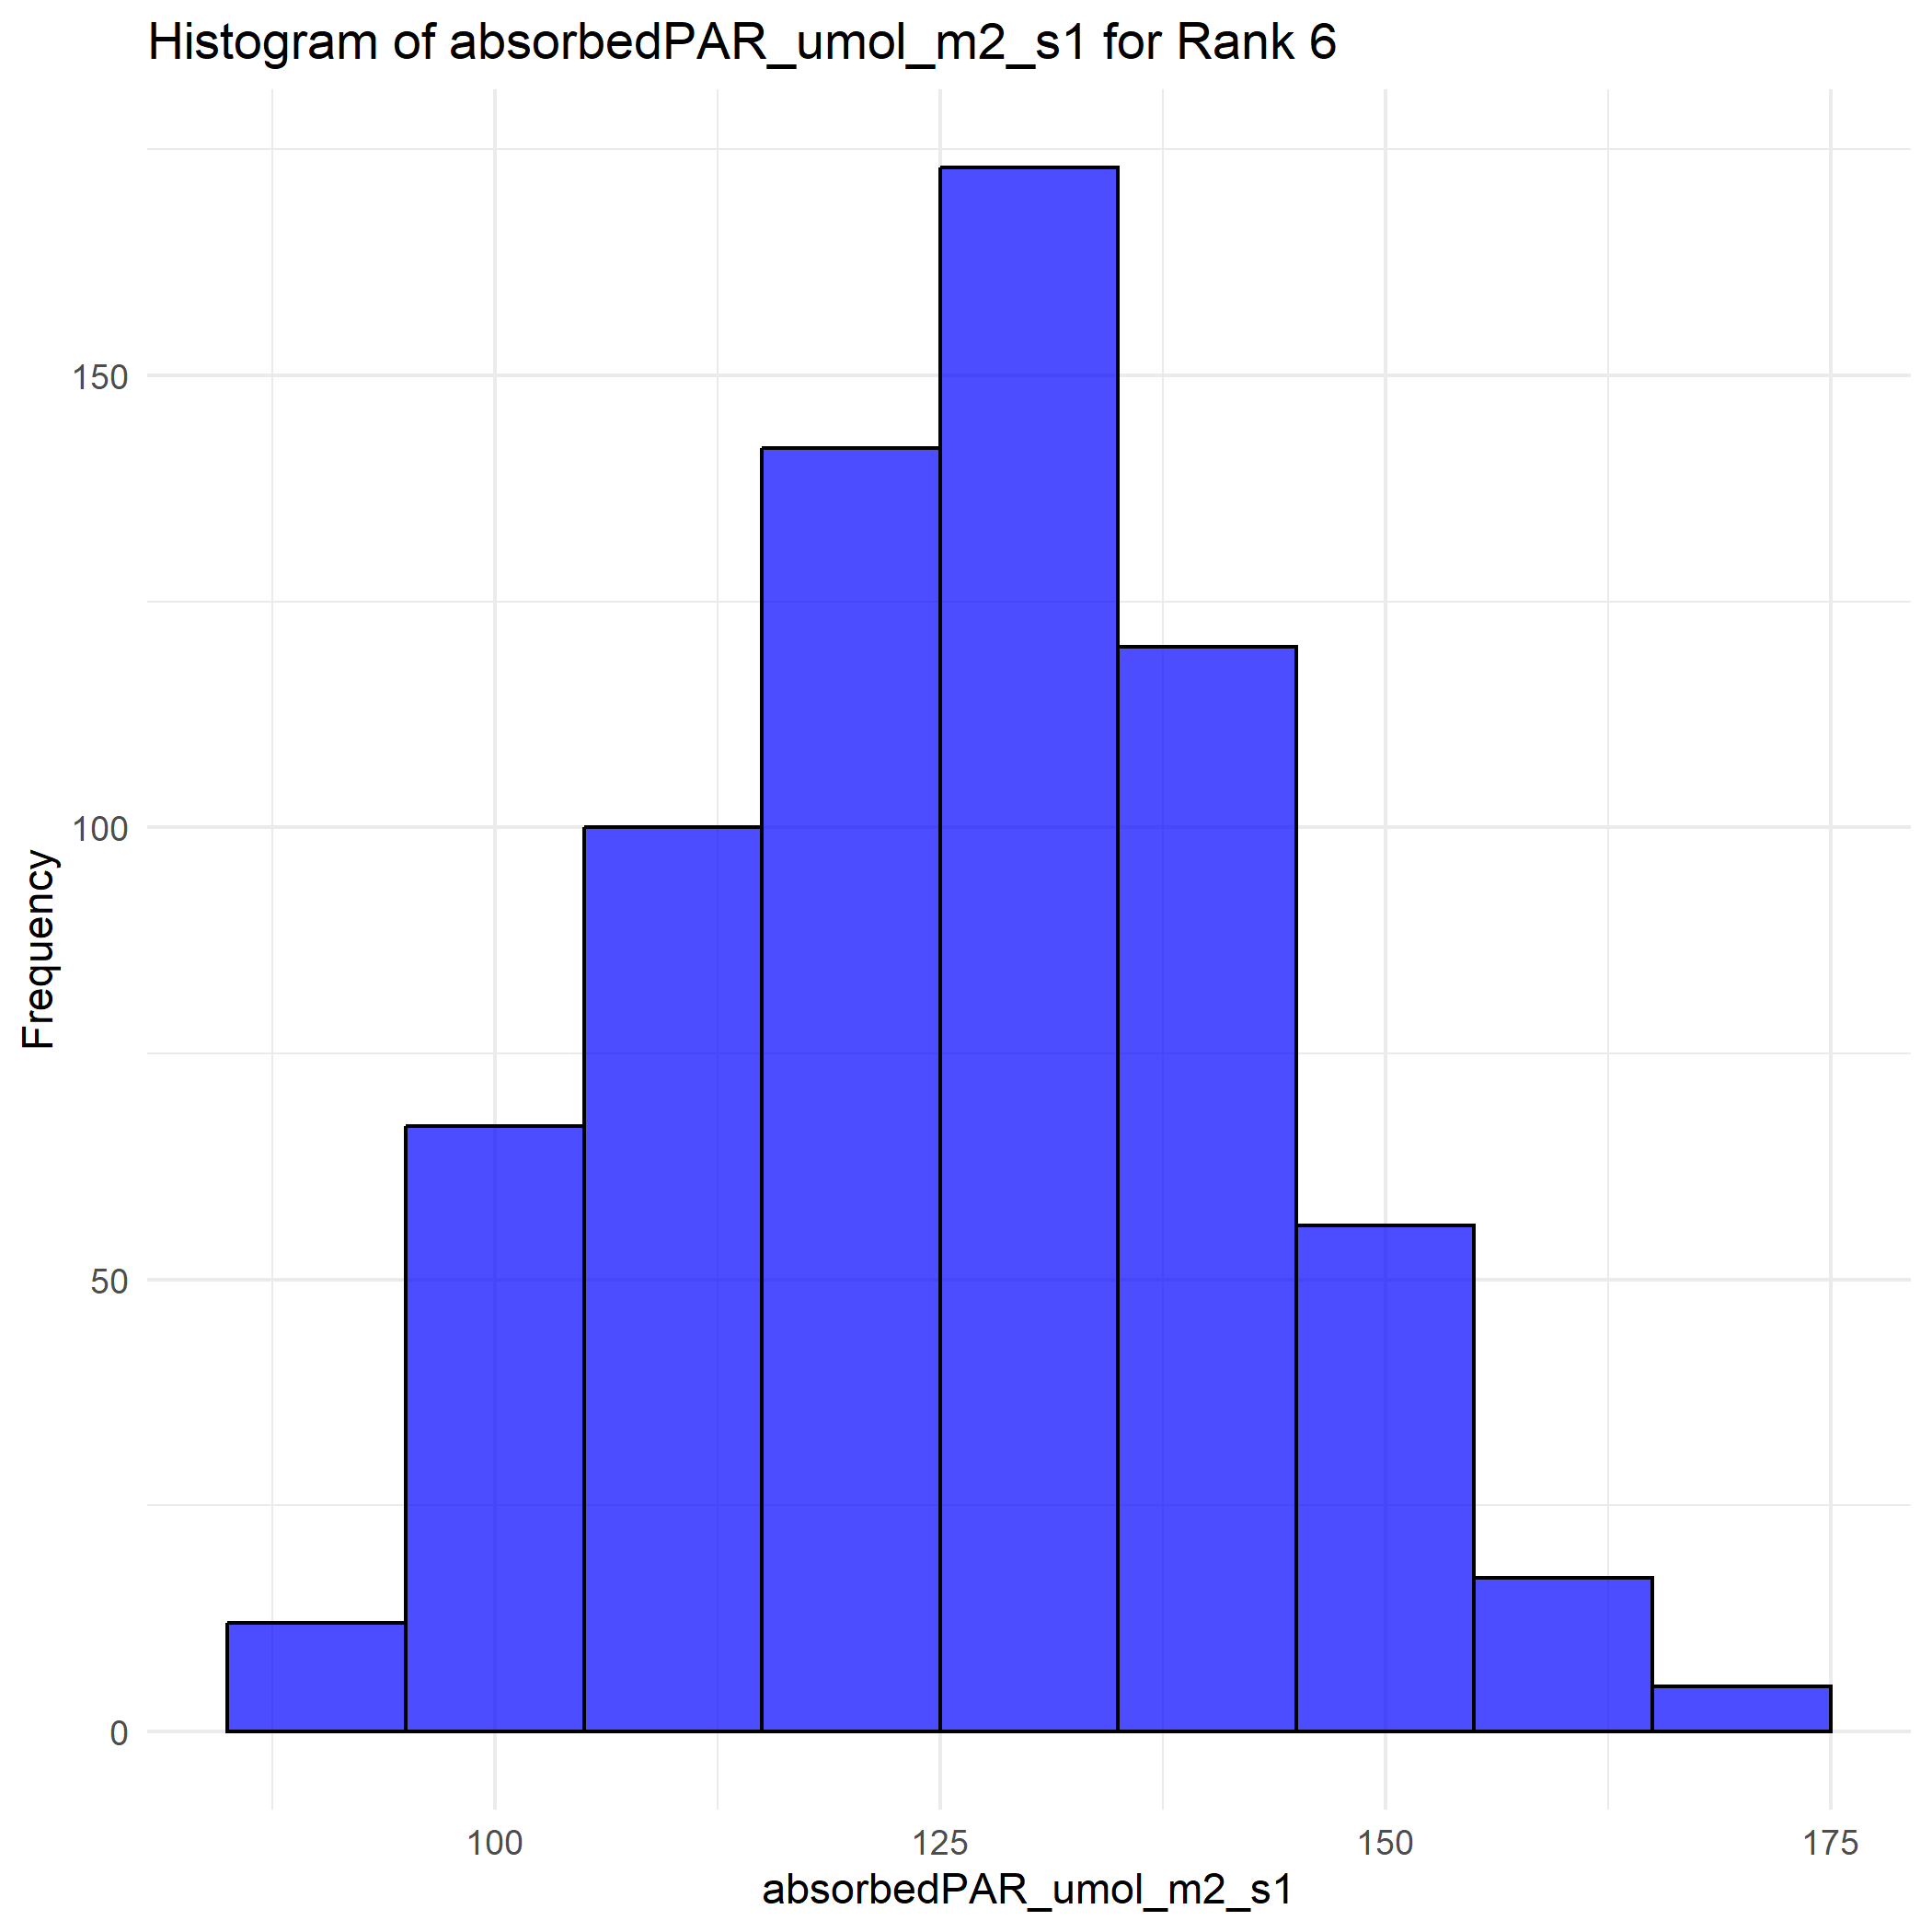 Histogram of absorbedPAR_umol_m2_s1 for Rank 6
150
100
50
0
Frequency
100 125 150 175
absorbedPAR_umol_m2_s1